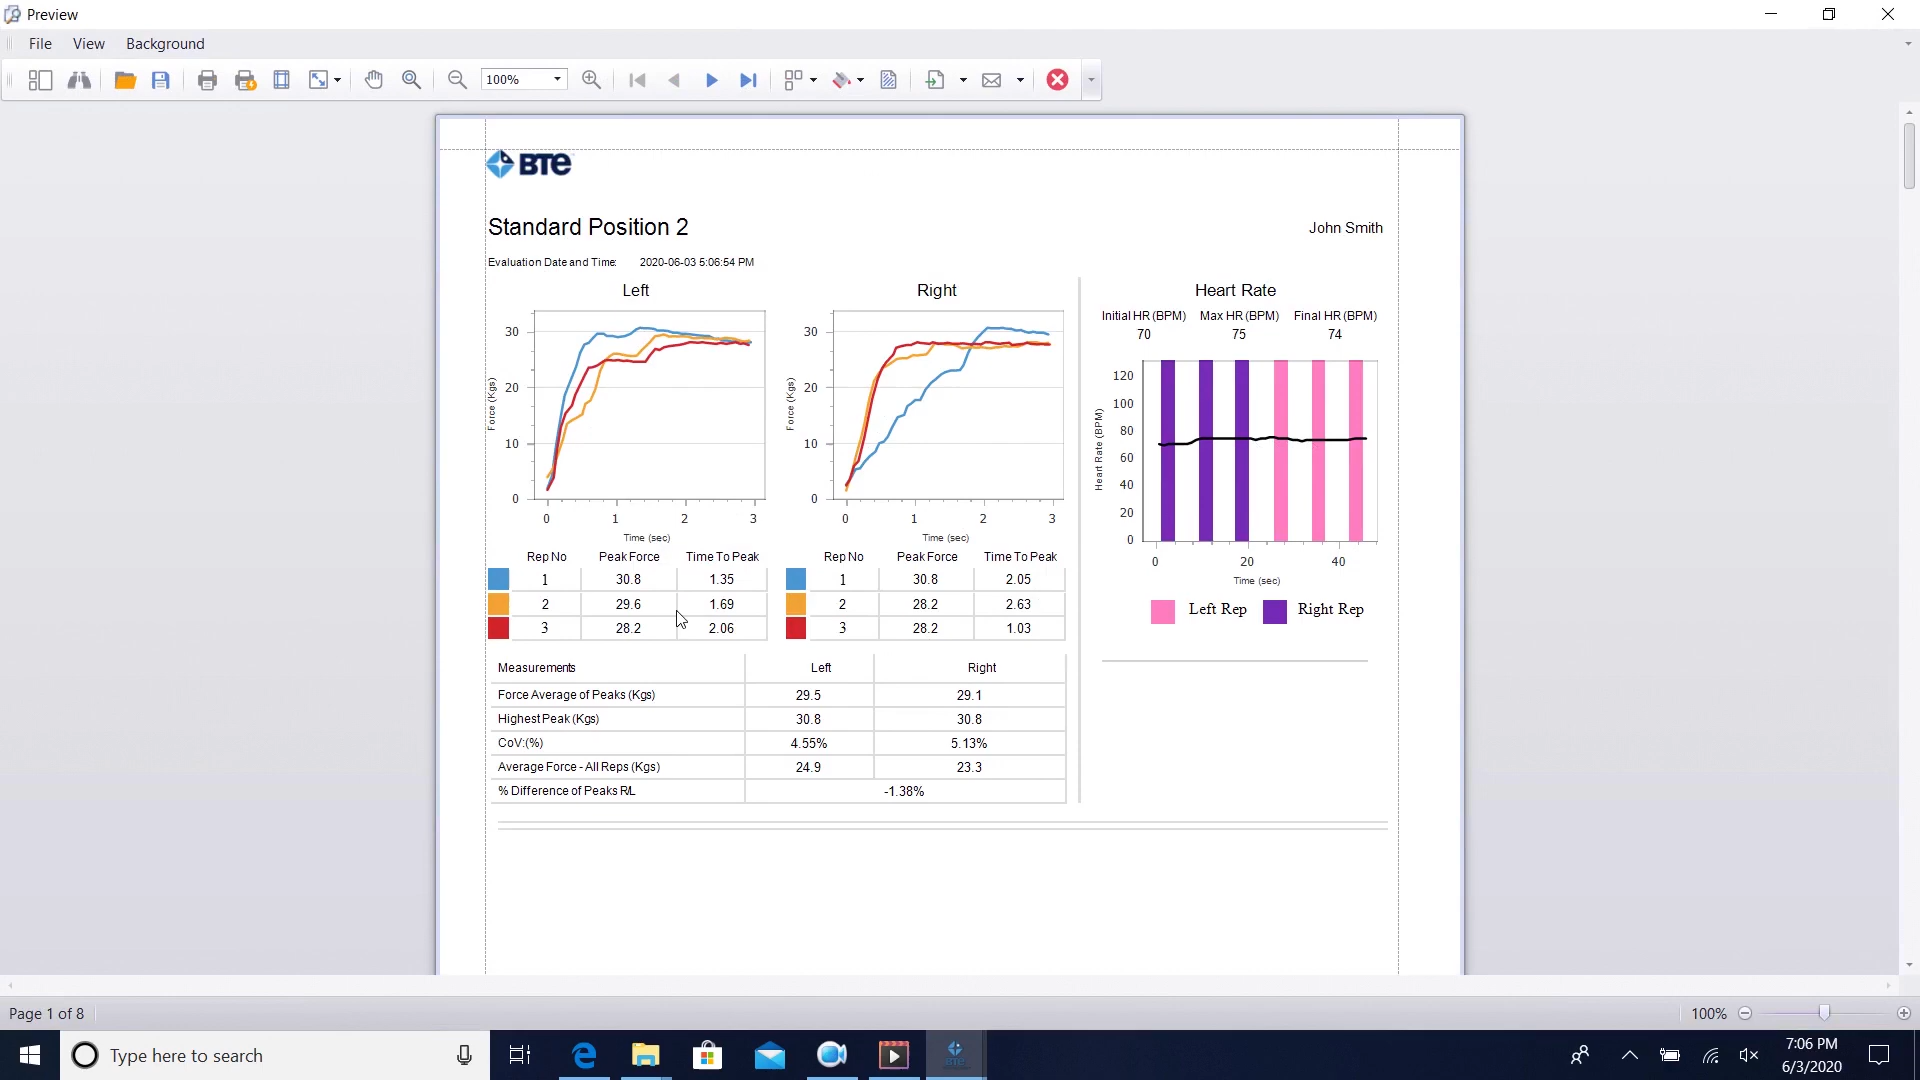 Preview
File View Background
100%
BTE
Standard Position 2 John Smith
Evaluation Date and Time: 2020-06-03 5:06:54 PM
Left Right Heart Rate
Initial HR (BPM) Max HR (BPM) Final HR (BPM)
70 75 74
Force (Kgs)
30
20
10
0
0 1 2 3
Time (sec)
Force (Kgs)
30
20
10
0
0 1 2 3
Time (sec)
Heart Rate (BPM)
120
100
80
60
40
20
0
0 20 40
Time (sec)
Left Rep Right Rep
Rep No Peak Force Time To Peak Rep No Peak Force Time To Peak
1 30.8 1.35 1 30.8 2.05
2 29.6 1.69 2 28.2 2.63
3 28.2 2.06 3 28.2 1.03
Measurements Left Right
Force Average of Peaks (Kgs) 29.5 29.1
Highest Peak (Kgs) 30.8 30.8
CoV:(%) 4.55% 5.13%
Average Force - All Reps (Kgs) 24.9 23.3
% Difference of Peaks R/L -1.38%
Page 1 of 8 100%
Type here to search
BTE
7:06 PM
6/3/2020